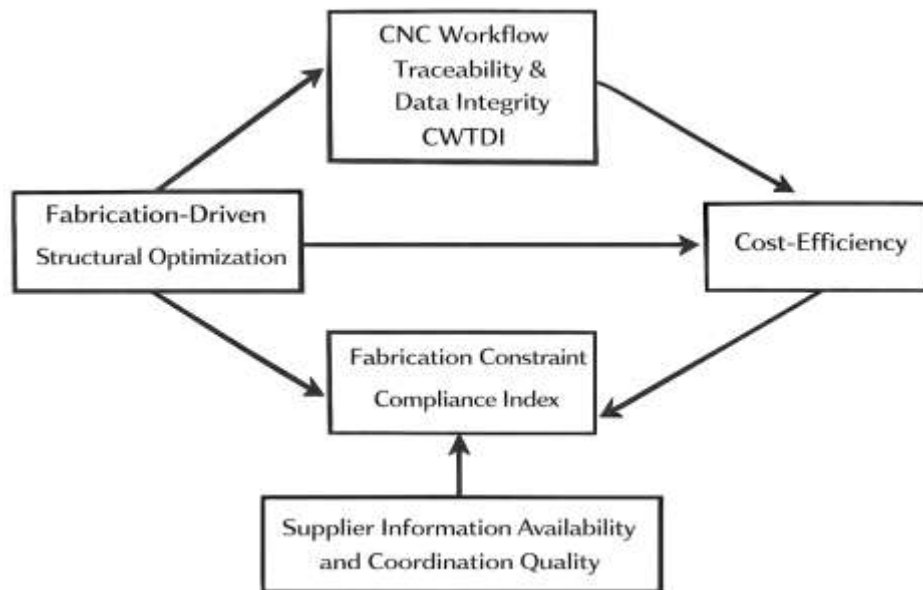 CNC Workflow
Traceability &
Data Integrity
CWTDI
Fabrication-Driven
Structural Optimization
Cost-Efficiency
Fabrication Constraint
Compliance Index
Supplier Information Availability
and Coordination Quality